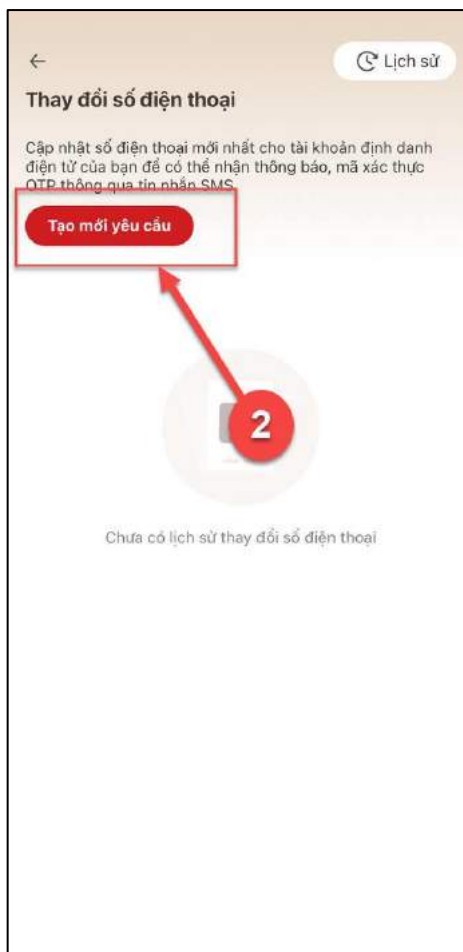 Lịch sử
Thay đổi số điện thoại
Cập nhật số điện thoại mới nhất cho tài khoản định danh
điện tử của bạn để có thể nhận thông báo, mã xác thực
OTP thông qua tin nhắn SMS.
Tạo mới yêu cầu
2
Chưa có lịch sử thay đổi số điện thoại